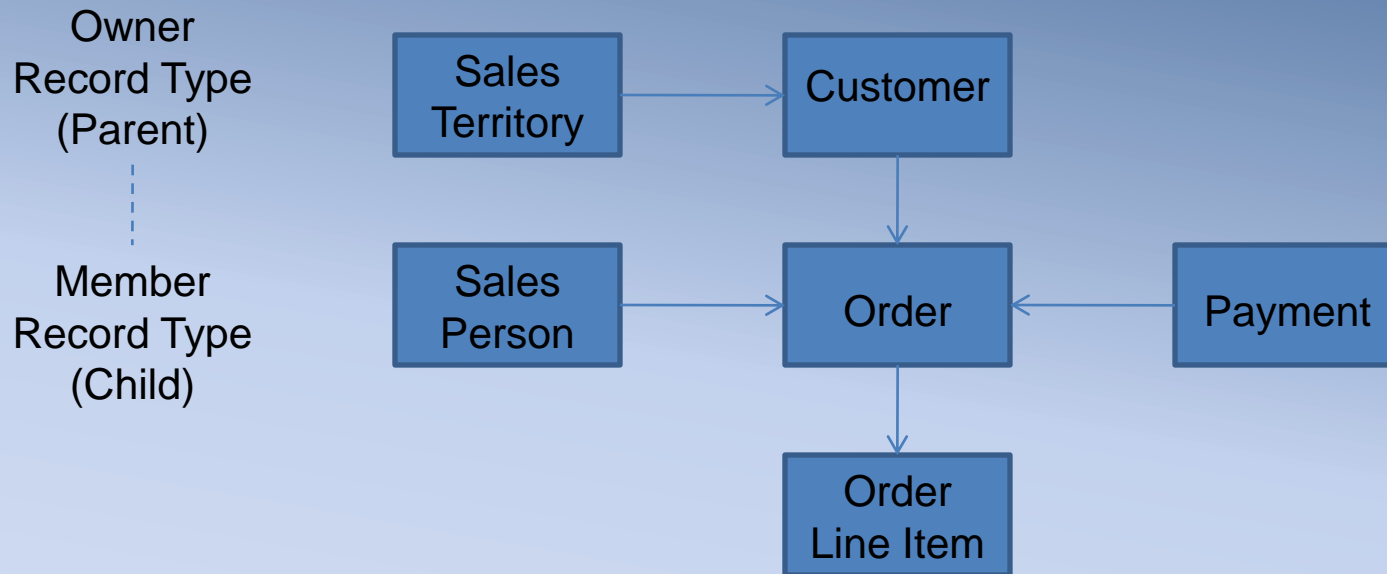 Owner
Record Type
(Parent)
Sales
Territory
Customer
Member
Record Type
(Child)
Sales
Person
Order
Payment
Order
Line Item